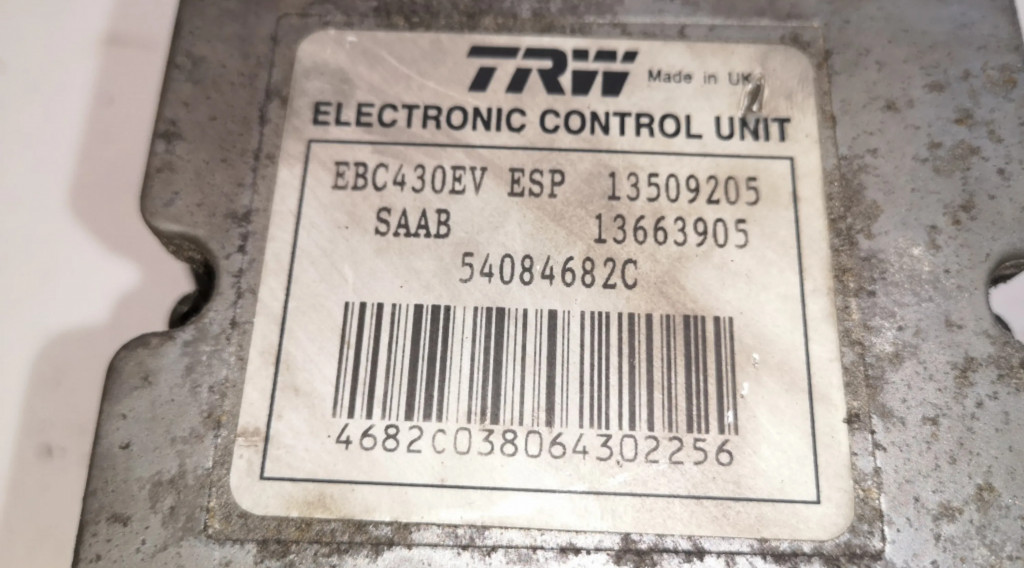 TRW Made in UK
ELECTRONIC CONTROL UNIT
EBC430EV ESP 13509205
SAAB 13663905
54084682C
4682C038064302256